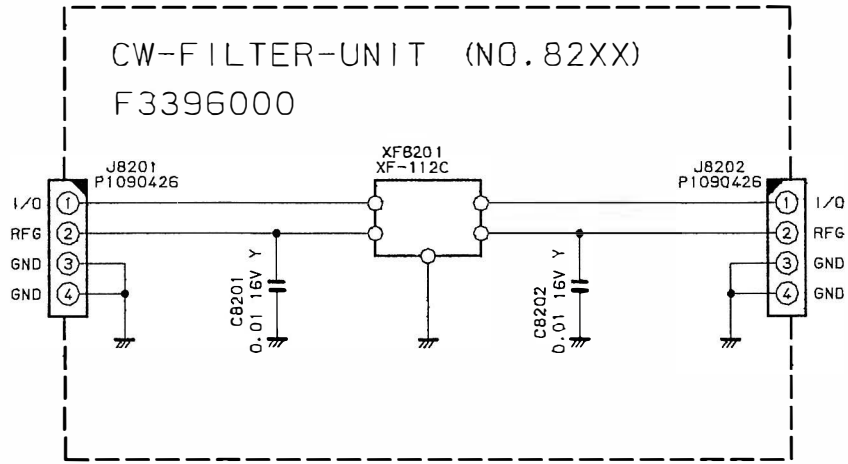 CW-FILTER-UNIT (NO.82XX)
F3396000
XF8201
XF-112C
J8201
P1090426
J8202
P1090426
I/O 1
RFG 2
GND 3
GND 4
1 I/O
2 RFG
3 GND
4 GND
C8201
0.01 16V Y
C8202
0.01 16V Y